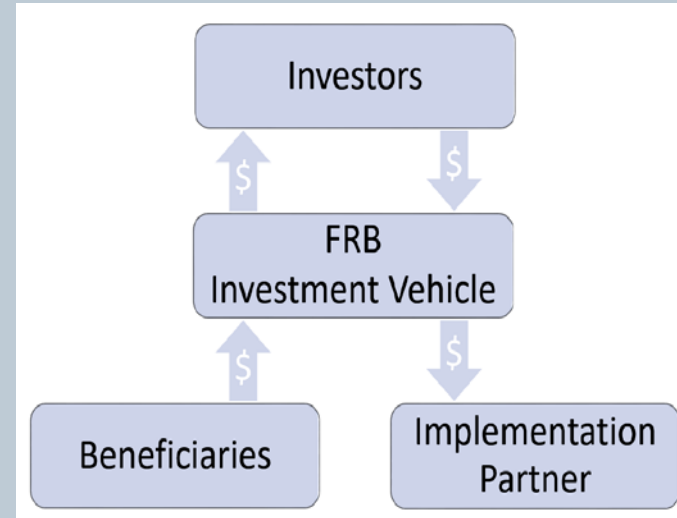 Investors
$
$
FRB
Investment Vehicle
$
$
Beneficiaries
Implementation
Partner